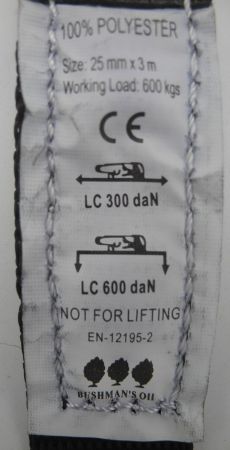 100% POLYESTER
Size: 25 mm x 3 m
Working Load: 600 kgs
CE
LC 300 daN
LC 600 daN
NOT FOR LIFTING
EN-12195-2
BUSHMAN'S OIl